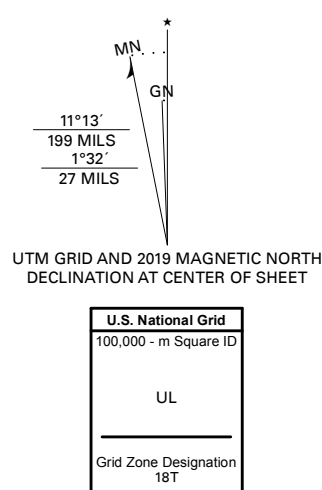 ★
MN
GN
11°13´
199 MILS
1°32´
27 MILS
UTM GRID AND 2019 MAGNETIC NORTH
DECLINATION AT CENTER OF SHEET
U.S. National Grid
100,000 - m Square ID
UL
Grid Zone Designation
18T